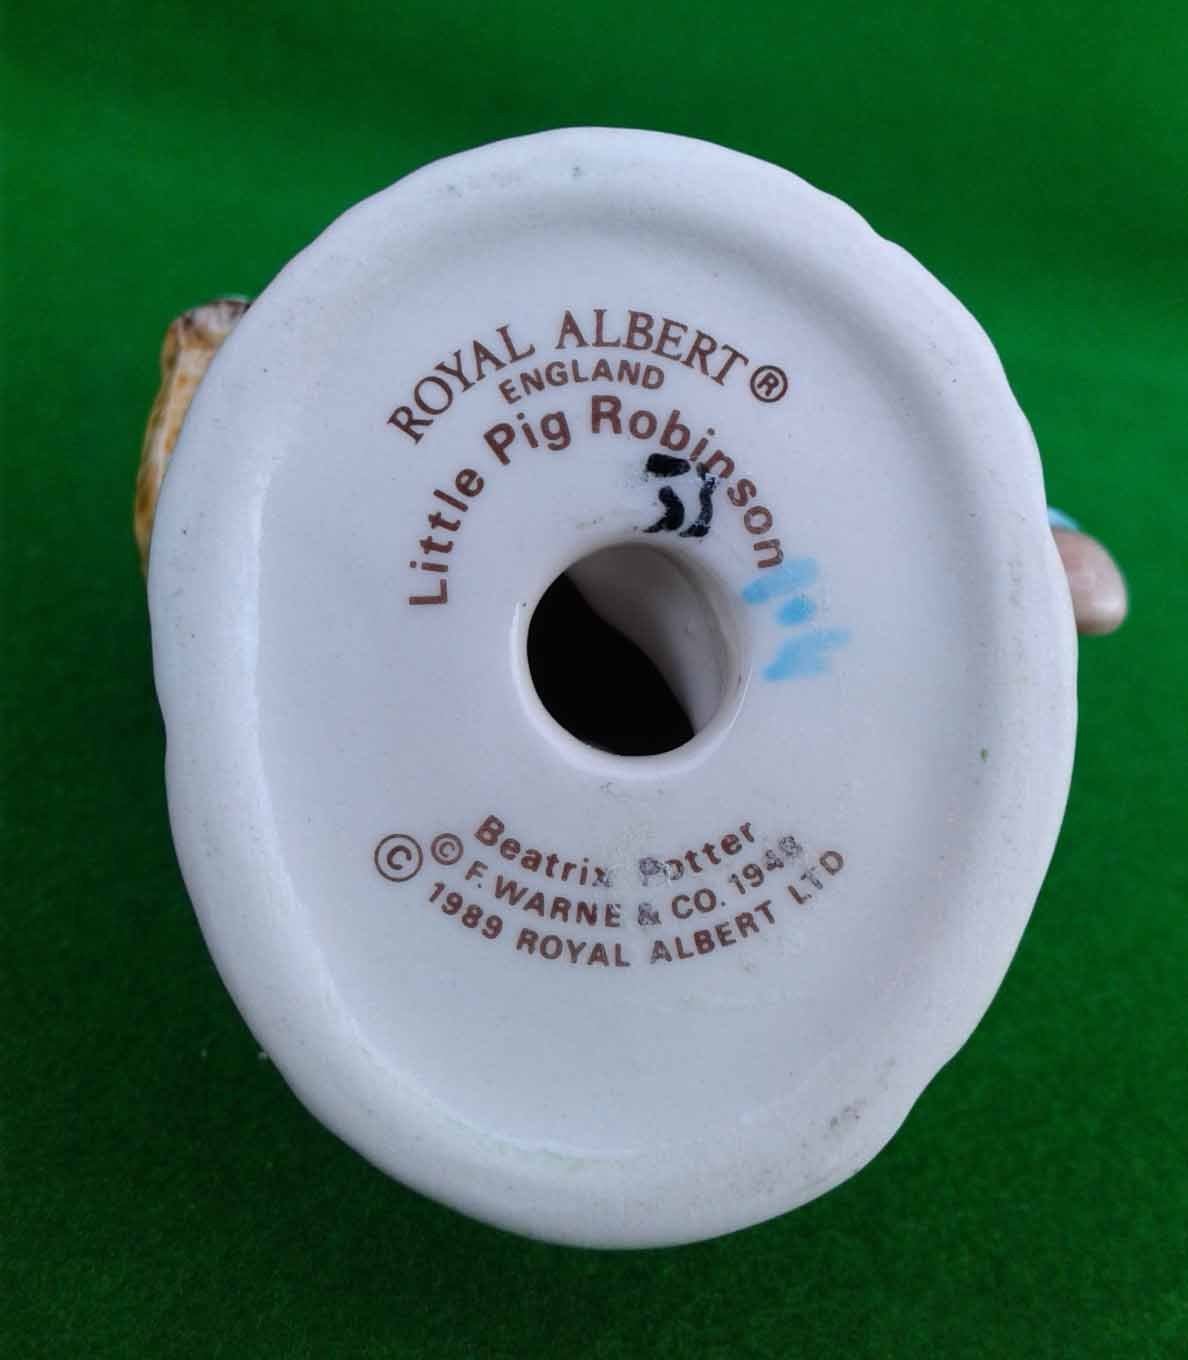 ROYAL ALBERT ®
ENGLAND
Little Pig Robinson
Beatrix Potter
© F. WARNE & CO. 1948
© 1989 ROYAL ALBERT LTD